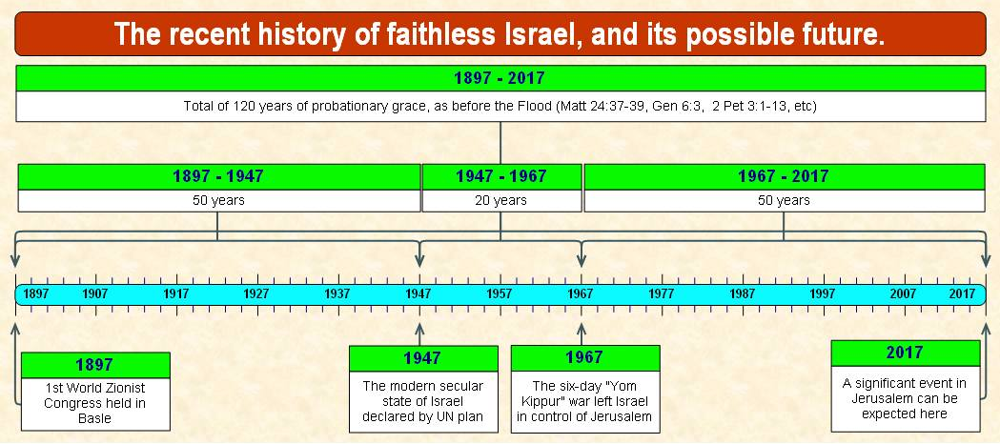 The recent history of faithless Israel, and its possible future.
1897 - 2017
Total of 120 years of probationary grace, as before the Flood (Matt 24:37-39, Gen 6:3,  2 Pet 3:1-13, etc)
1897 - 1947
50 years
1947 - 1967
20 years
1967 - 2017
50 years
1897 1907 1917 1927 1937 1947 1957 1967 1977 1987 1997 2007 2017
1897
1st World Zionist
Congress held in
Basle
1947
The modern secular
state of Israel
declared by UN plan
1967
The six-day "Yom
Kippur" war left Israel
in control of Jerusalem
2017
A significant event in
Jerusalem can be
expected here